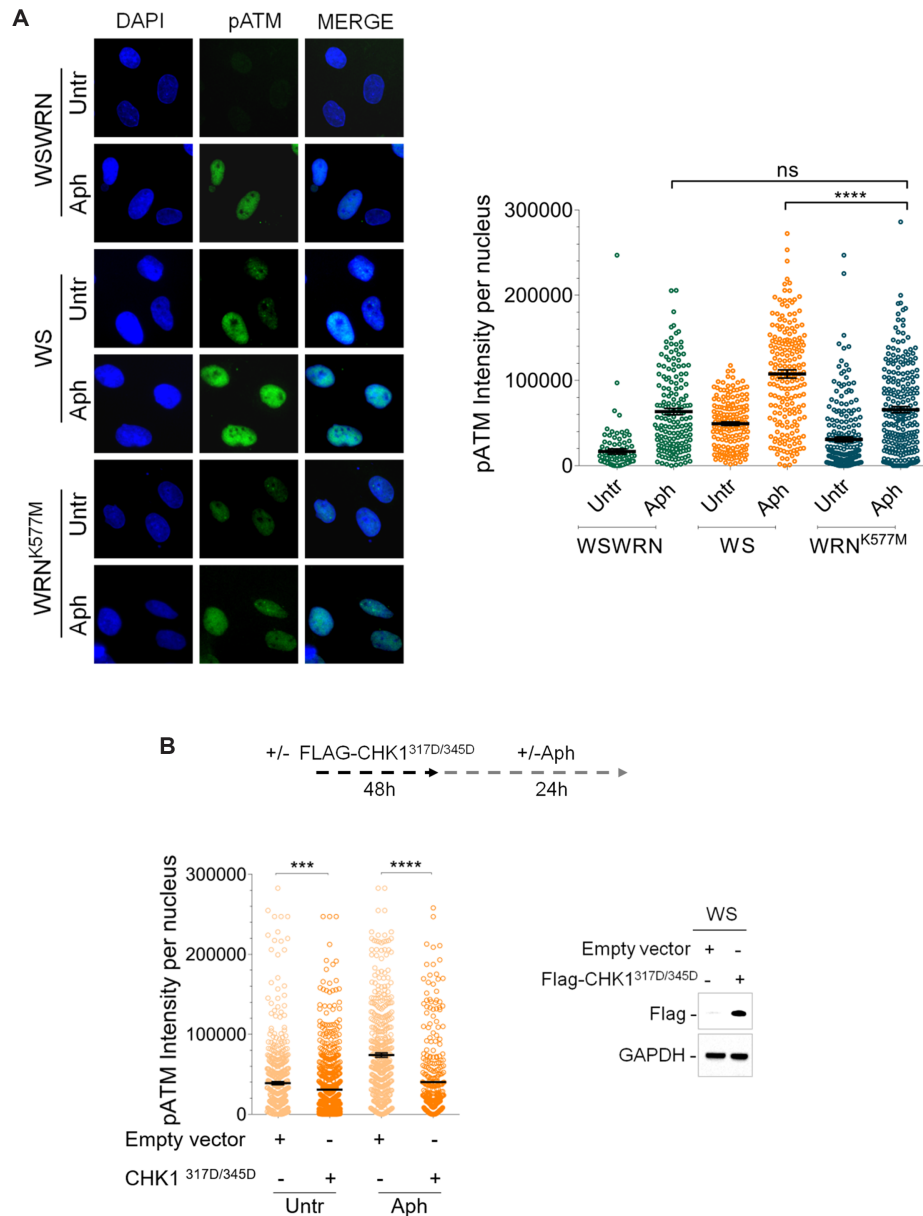 A
DAPI pATM MERGE
WSWRN
Untr
Aph
WS
Untr
Aph
WRNK577M
Untr
Aph
ns
****
300000
200000
100000
0
pATM Intensity per nucleus
Untr Aph Untr Aph Untr Aph
WSWRN WS WRNK577M
B
+/- FLAG-CHK1317D/345D +/-Aph
48h 24h
*** ****
300000
200000
100000
0
pATM Intensity per nucleus
Empty vector + - + -
CHK1 317D/345D - + - +
Untr Aph
WS
Empty vector + -
Flag-CHK1317D/345D - +
Flag -
GAPDH -